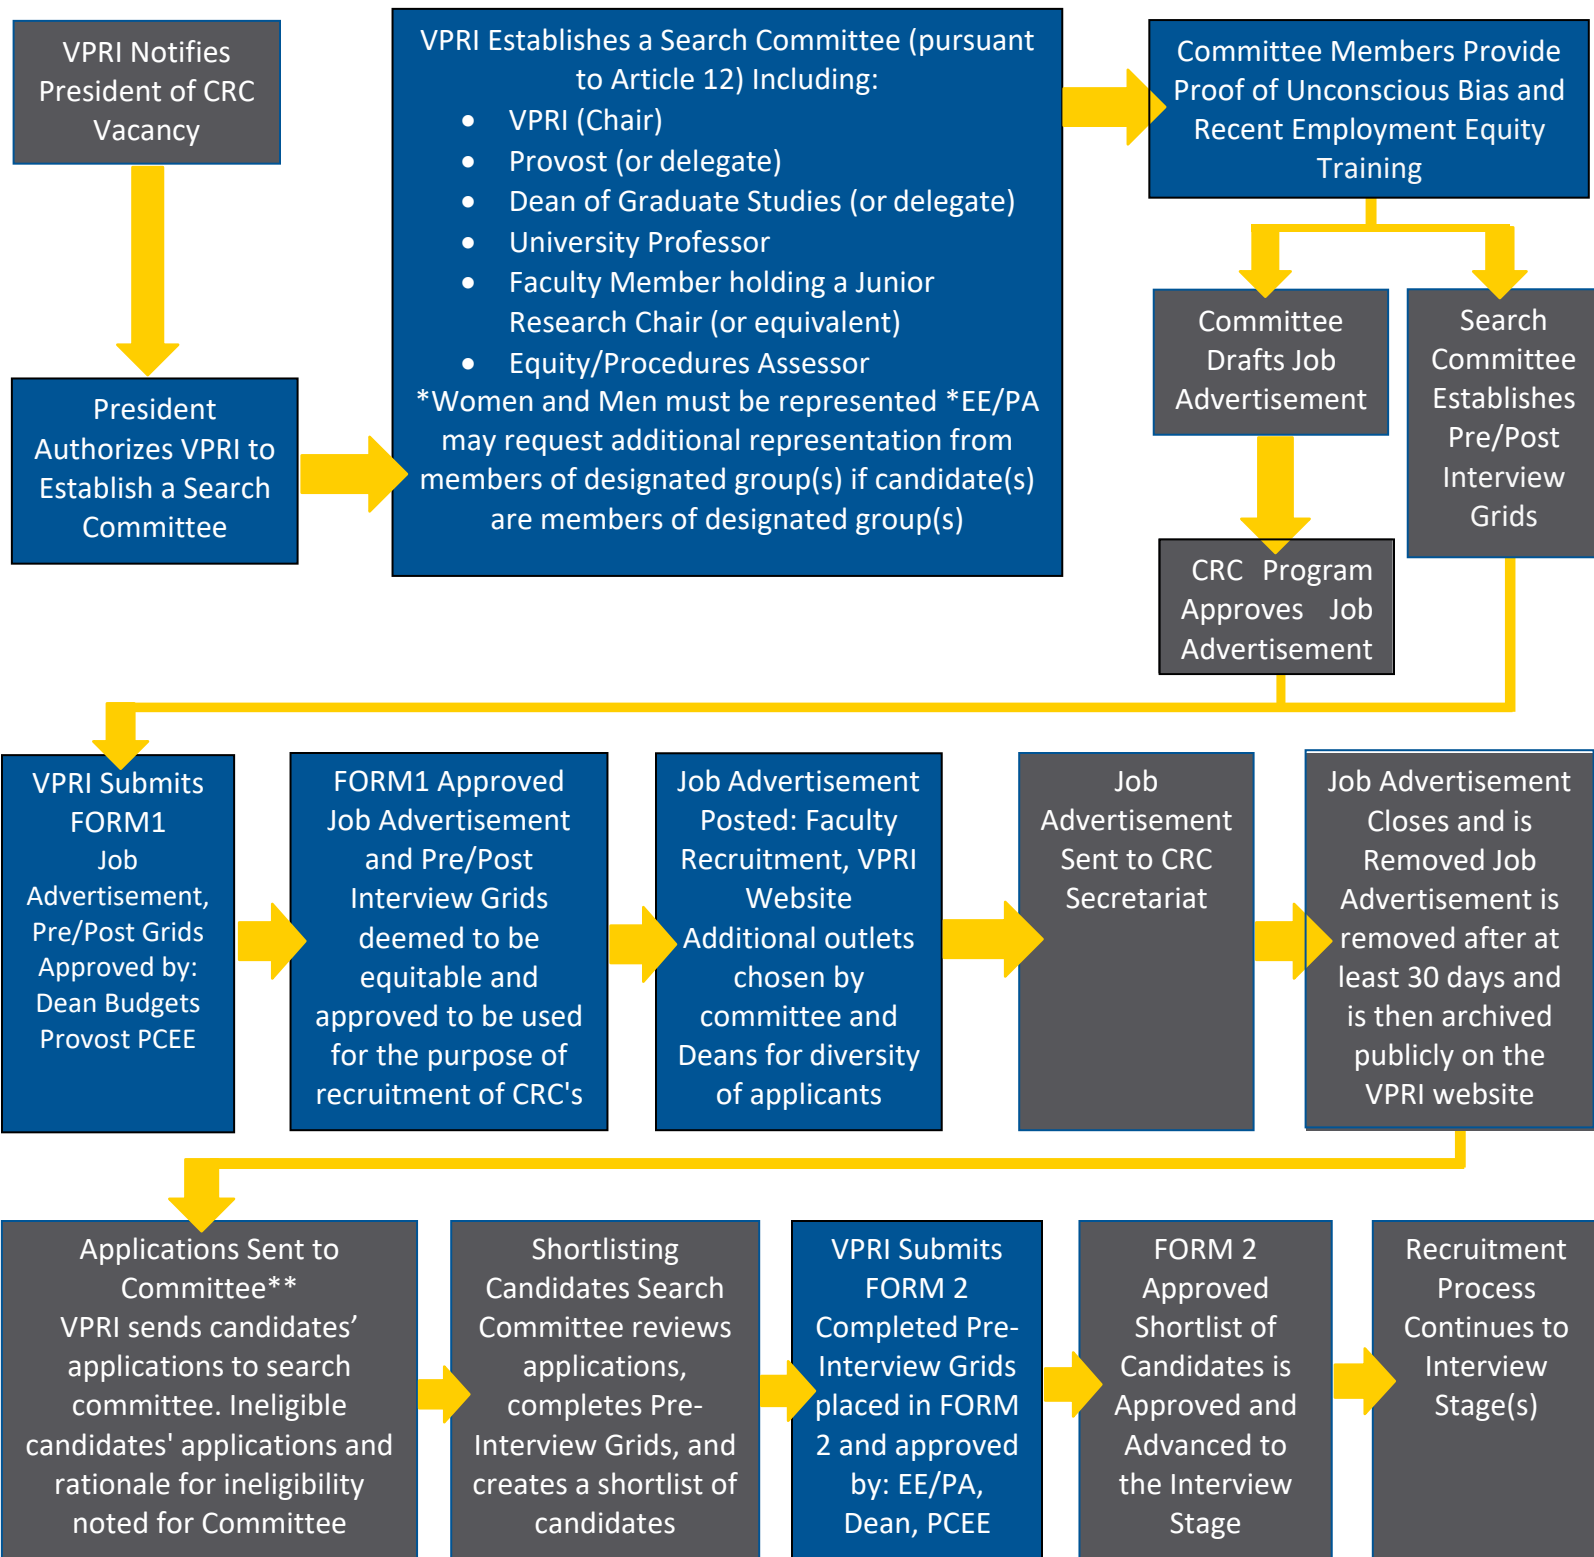 VPRI Notifies
President of CRC
Vacancy
President
Authorizes VPRI to
Establish a Search
Committee
VPRI Establishes a Search Committee (pursuant
to Article 12) Including:
• VPRI (Chair)
• Provost (or delegate)
• Dean of Graduate Studies (or delegate)
• University Professor
• Faculty Member holding a Junior
Research Chair (or equivalent)
• Equity/Procedures Assessor
*Women and Men must be represented *EE/PA
may request additional representation from
members of designated group(s) if candidate(s)
are members of designated group(s)
Committee Members Provide
Proof of Unconscious Bias and
Recent Employment Equity
Training
Committee
Drafts Job
Advertisement
CRC Program
Approves Job
Advertisement
Search
Committee
Establishes
Pre/Post
Interview
Grids
VPRI Submits
FORM1
Job
Advertisement,
Pre/Post Grids
Approved by:
Dean Budgets
Provost PCEE
FORM1 Approved
Job Advertisement
and Pre/Post
Interview Grids
deemed to be
equitable and
approved to be used
for the purpose of
recruitment of CRC's
Job Advertisement
Posted: Faculty
Recruitment, VPRI
Website
Additional outlets
chosen by
committee and
Deans for diversity
of applicants
Job
Advertisement
Sent to CRC
Secretariat
Job Advertisement
Closes and is
Removed Job
Advertisement is
removed after at
least 30 days and
is then archived
publicly on the
VPRI website
Applications Sent to
Committee**
VPRI sends candidates’
applications to search
committee. Ineligible
candidates' applications and
rationale for ineligibility
noted for Committee
Shortlisting
Candidates Search
Committee reviews
applications,
completes Pre-
Interview Grids, and
creates a shortlist of
candidates
VPRI Submits
FORM 2
Completed Pre-
Interview Grids
placed in FORM
2 and approved
by: EE/PA,
Dean, PCEE
FORM 2
Approved
Shortlist of
Candidates is
Approved and
Advanced to
the Interview
Stage
Recruitment
Process
Continues to
Interview
Stage(s)